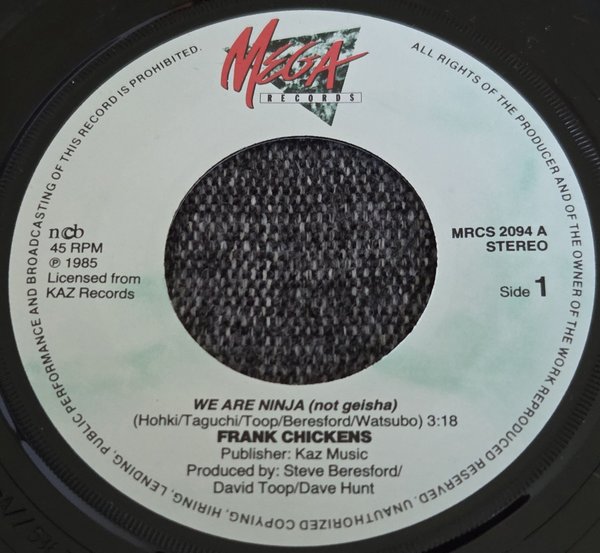 MEGA
RECORDS
ALL RIGHTS OF THE PRODUCER AND OF THE OWNER OF THE WORK REPRODUCED RESERVED. UNAUTHORIZED COPYING, HIRING, LENDING, PUBLIC PERFORMANCE AND BROADCASTING OF THIS RECORD IS PROHIBITED.
ncb
45 RPM
℗ 1985
Licensed from
KAZ Records
MRCS 2094 A
STEREO
Side 1
WE ARE NINJA (not geisha)
(Hohki/Taguchi/Toop/Beresford/Watsubo) 3:18
FRANK CHICKENS
Publisher: Kaz Music
Produced by: Steve Beresford/
David Toop/Dave Hunt